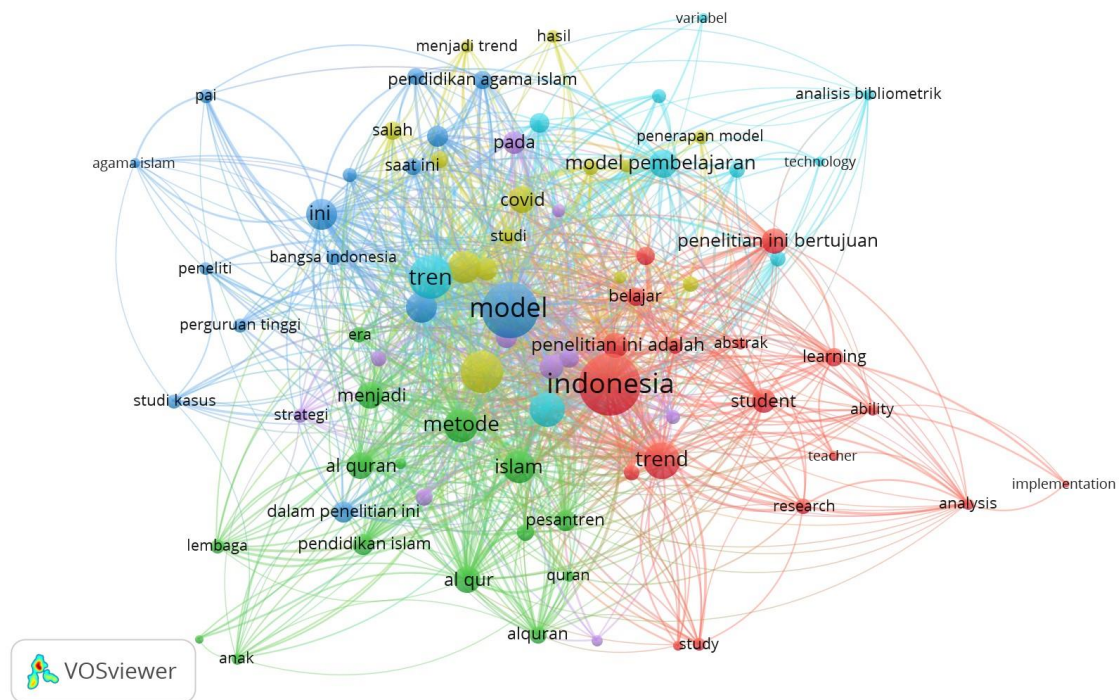 variabel
hasil
menjadi trend
pendidikan agama islam
pai
analisis bibliometrik
salah
penerapan model
pada
agama islam
saat ini
model pembelajaran
technology
covid
ini
studi
penelitian ini bertujuan
bangsa indonesia
peneliti
tren
belajar
model
perguruan tinggi
era
penelitian ini adalah
abstrak
learning
indonesia
menjadi
studi kasus
strategi
student
ability
metode
trend
teacher
al quran
islam
implementation
research
analysis
dalam penelitian ini
pesantren
lembaga
pendidikan islam
al qur
quran
alquran
study
anak
VOSviewer